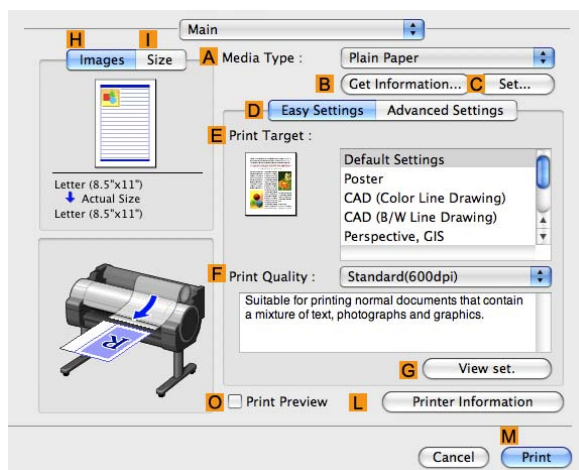 Main
H I
Images Size
A Media Type : Plain Paper
B Get Information... C Set...
D Easy Settings Advanced Settings
E Print Target :
Default Settings
Poster
CAD (Color Line Drawing)
CAD (B/W Line Drawing)
Perspective, GIS
Letter (8.5"x11")
Actual Size
Letter (8.5"x11")
R
F Print Quality : Standard(600dpi)
Suitable for printing normal documents that contain
a mixture of text, photographs and graphics.
G View set.
O Print Preview L Printer Information
M
Cancel Print